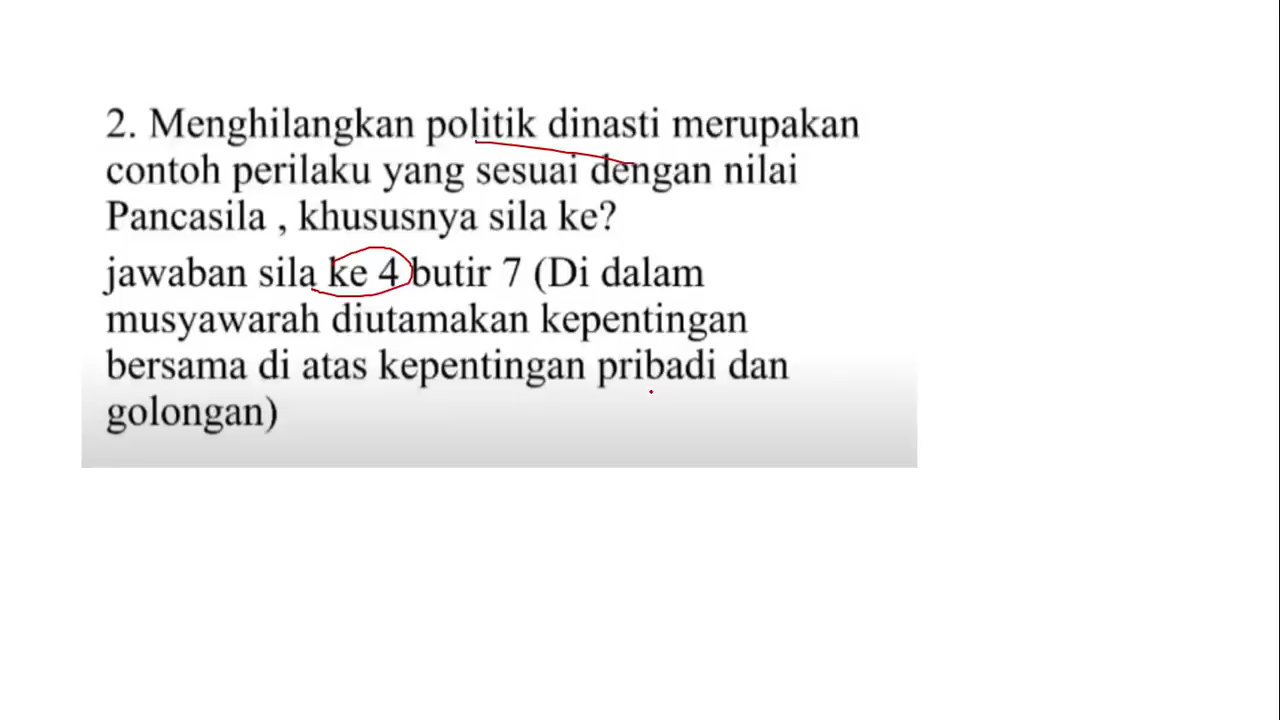 2. Menghilangkan politik dinasti merupakan
contoh perilaku yang sesuai dengan nilai
Pancasila , khususnya sila ke?
jawaban sila ke 4 butir 7 (Di dalam
musyawarah diutamakan kepentingan
bersama di atas kepentingan pribadi dan
golongan)